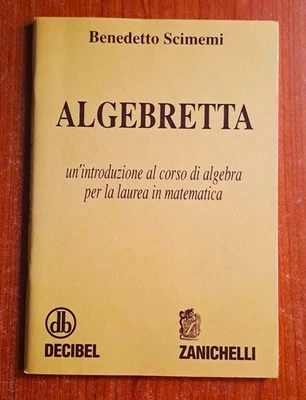 Benedetto Scimemi
ALGEBRETTA
un'introduzione al corso di algebra
per la laurea in matematica
db
DECIBEL
ZANICHELLI